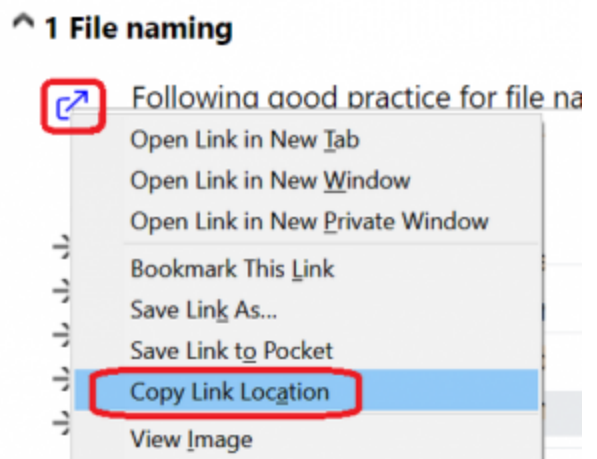 1 File naming
Following good practice for file na
Open Link in New Tab
Open Link in New Window
Open Link in New Private Window
Bookmark This Link
Save Link As...
Save Link to Pocket
Copy Link Location
View Image